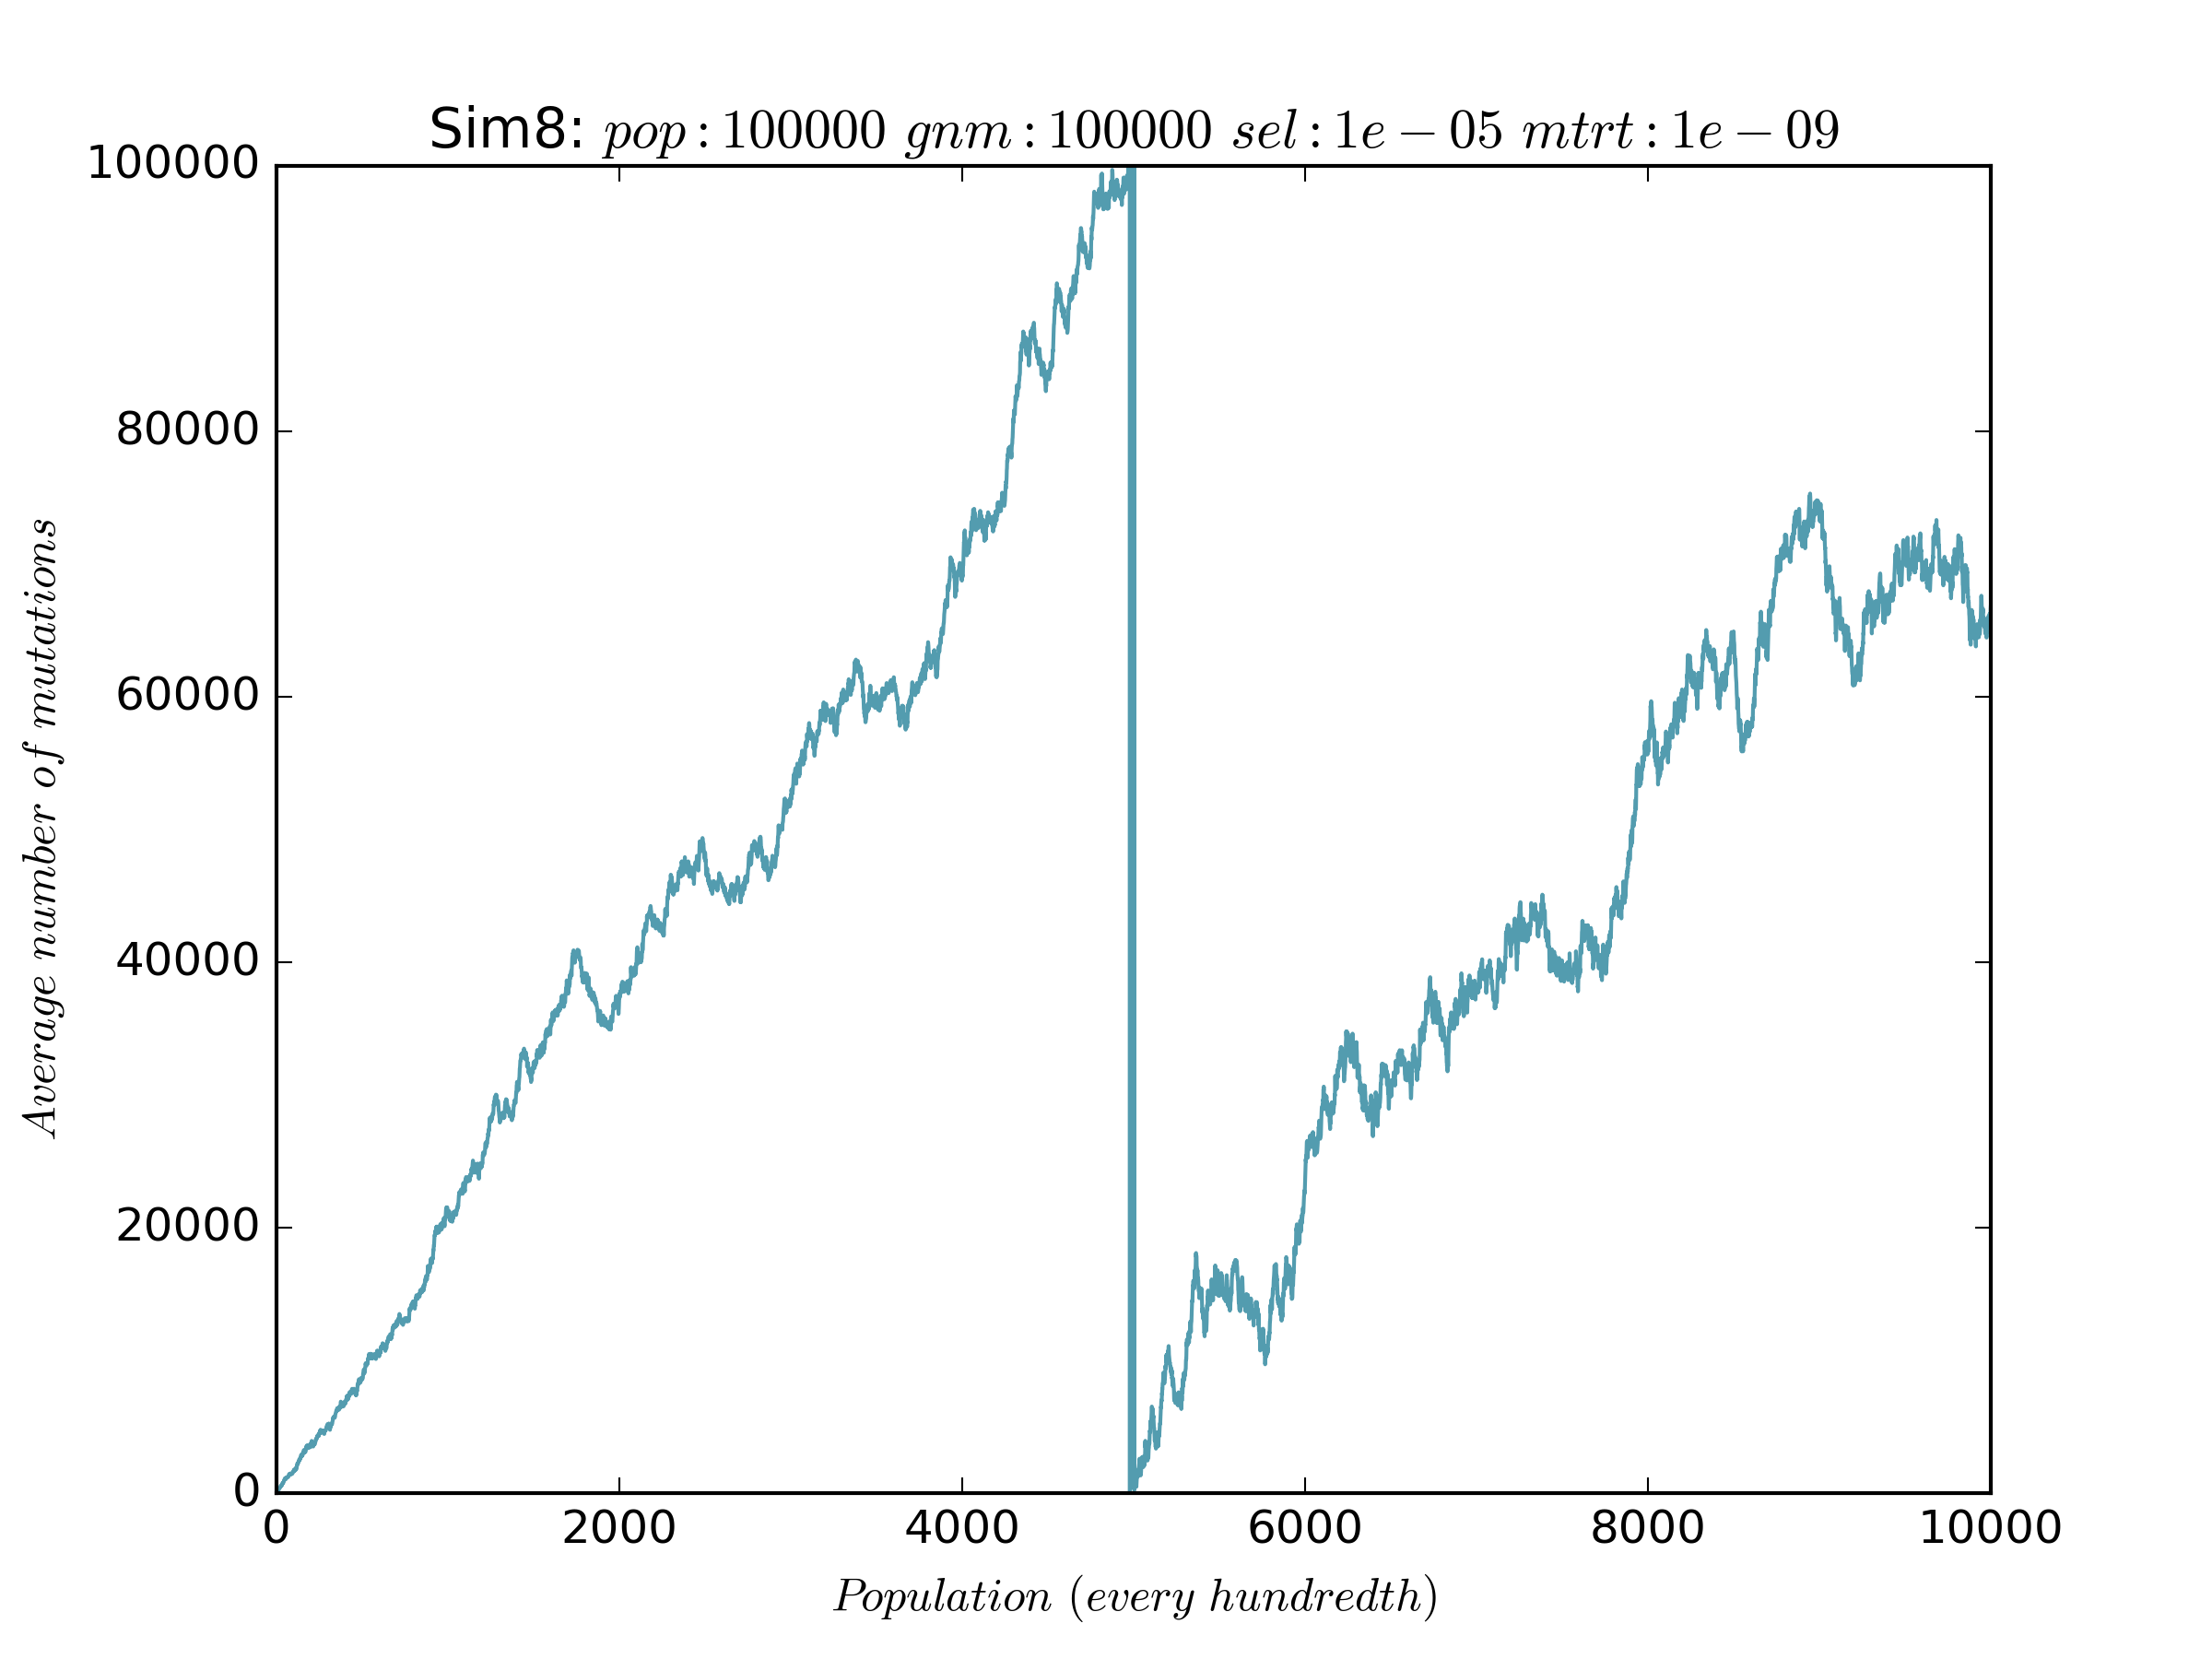 Sim8: pop : 100000 gnm : 100000 sel : 1e − 05 mtrt : 1e − 09
100000
80000
60000
40000
20000
0
Average number of mutations
0 2000 4000 6000 8000 10000
Population (every hundredth)